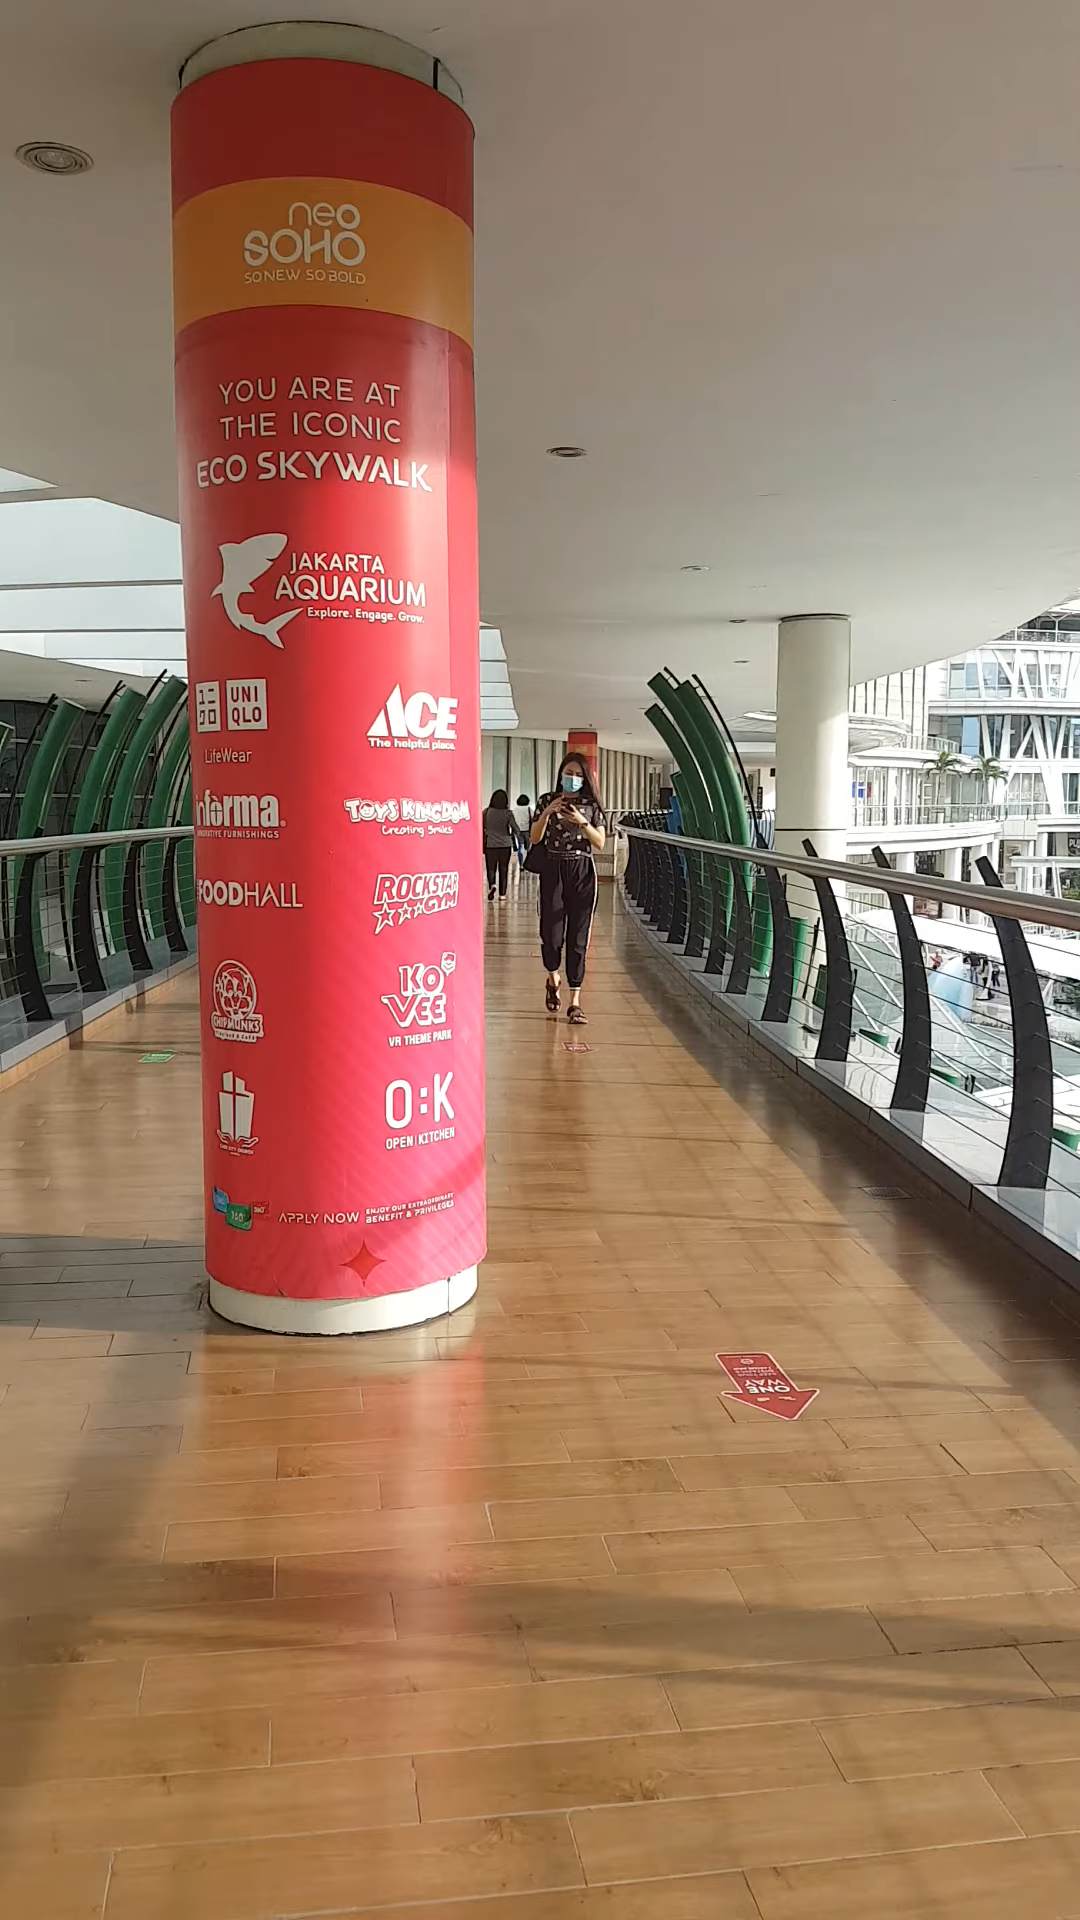 neo
SOHO
SO NEW SO BOLD
YOU ARE AT
THE ICONIC
ECO SKYWALK
JAKARTA
AQUARIUM
Explore. Engage. Grow.
UNI
QLO
LifeWear
ACE
The helpful place.
informa
INNOVATIVE FURNISHINGS
TOYS KINGDOM
Creating Smiles
FOODHALL
ROCKSTAR
GYM
CHIPMUNKS
KO
VEE
VR THEME PARK
O:K
OPEN|KITCHEN
APPLY NOW
ENJOY OUR EXTRAORDINARY
BENEFIT & PRIVILEGES
ONE
WAY